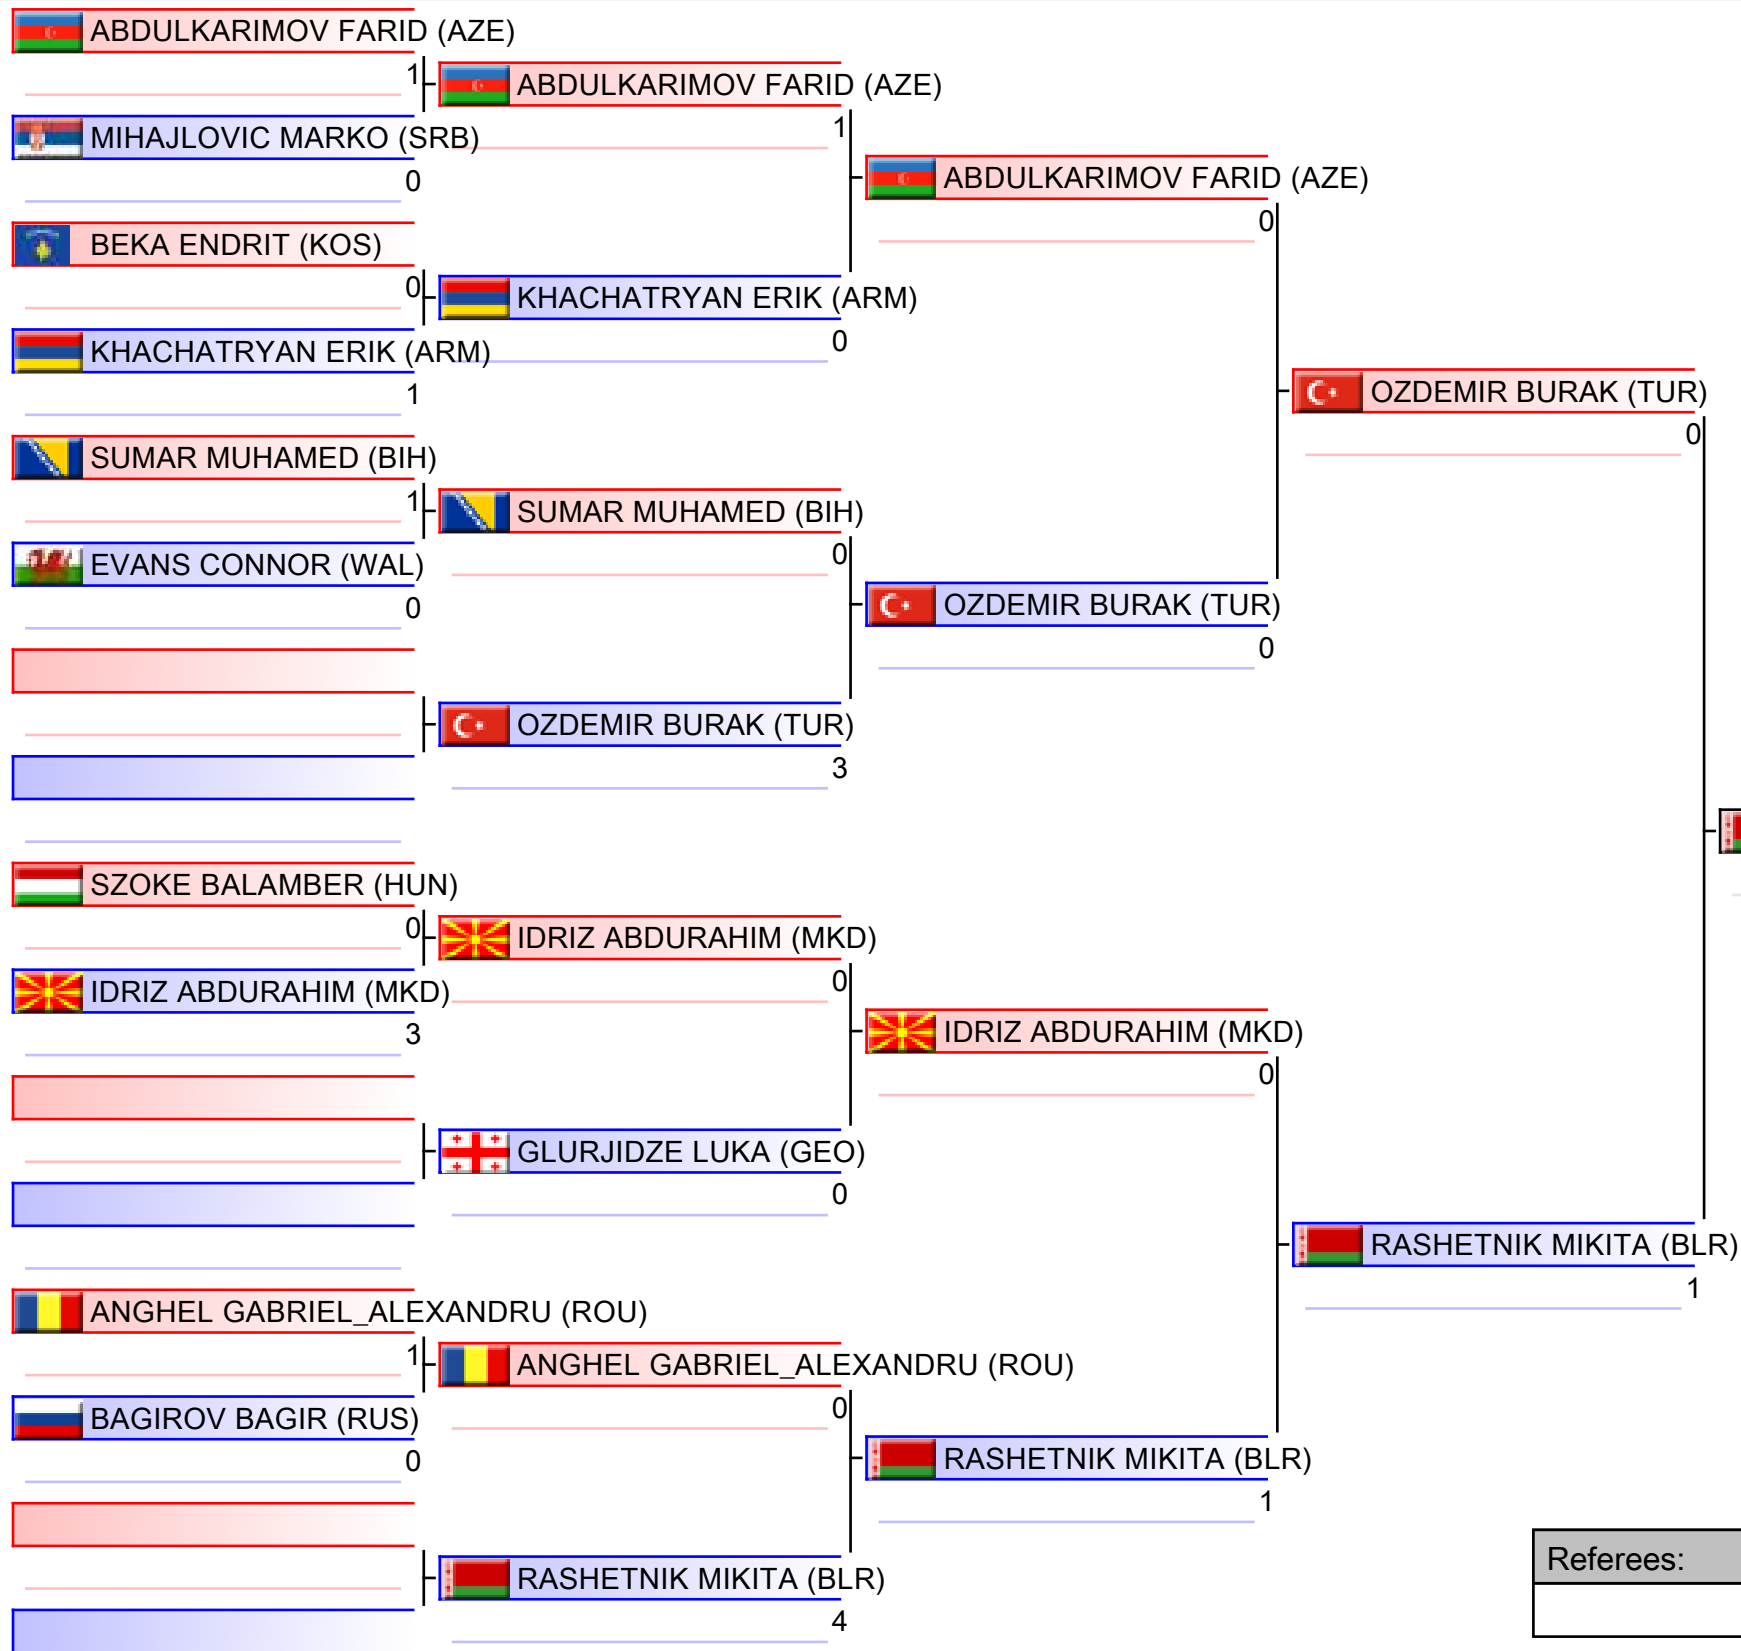 ABDULKARIMOV FARID (AZE)
1
MIHAJLOVIC MARKO (SRB)
0
BEKA ENDRIT (KOS)
0
KHACHATRYAN ERIK (ARM)
1
SUMAR MUHAMED (BIH)
1
EVANS CONNOR (WAL)
0
SZOKE BALAMBER (HUN)
0
IDRIZ ABDURAHIM (MKD)
3
ANGHEL GABRIEL_ALEXANDRU (ROU)
1
BAGIROV BAGIR (RUS)
0
ABDULKARIMOV FARID (AZE)
1
KHACHATRYAN ERIK (ARM)
0
SUMAR MUHAMED (BIH)
0
OZDEMIR BURAK (TUR)
3
IDRIZ ABDURAHIM (MKD)
0
GLURJIDZE LUKA (GEO)
0
ANGHEL GABRIEL_ALEXANDRU (ROU)
0
RASHETNIK MIKITA (BLR)
4
ABDULKARIMOV FARID (AZE)
0
OZDEMIR BURAK (TUR)
0
IDRIZ ABDURAHIM (MKD)
0
RASHETNIK MIKITA (BLR)
1
OZDEMIR BURAK (TUR)
0
RASHETNIK MIKITA (BLR)
1
Referees: